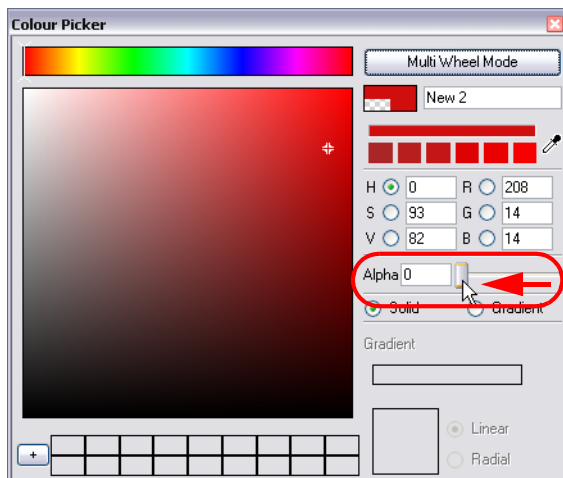 Colour Picker
Multi Wheel Mode
New 2
H 0 R 208
S 93 G 14
V 82 B 14
Alpha 0
Solid Gradient
Gradient
Linear
Radial
+